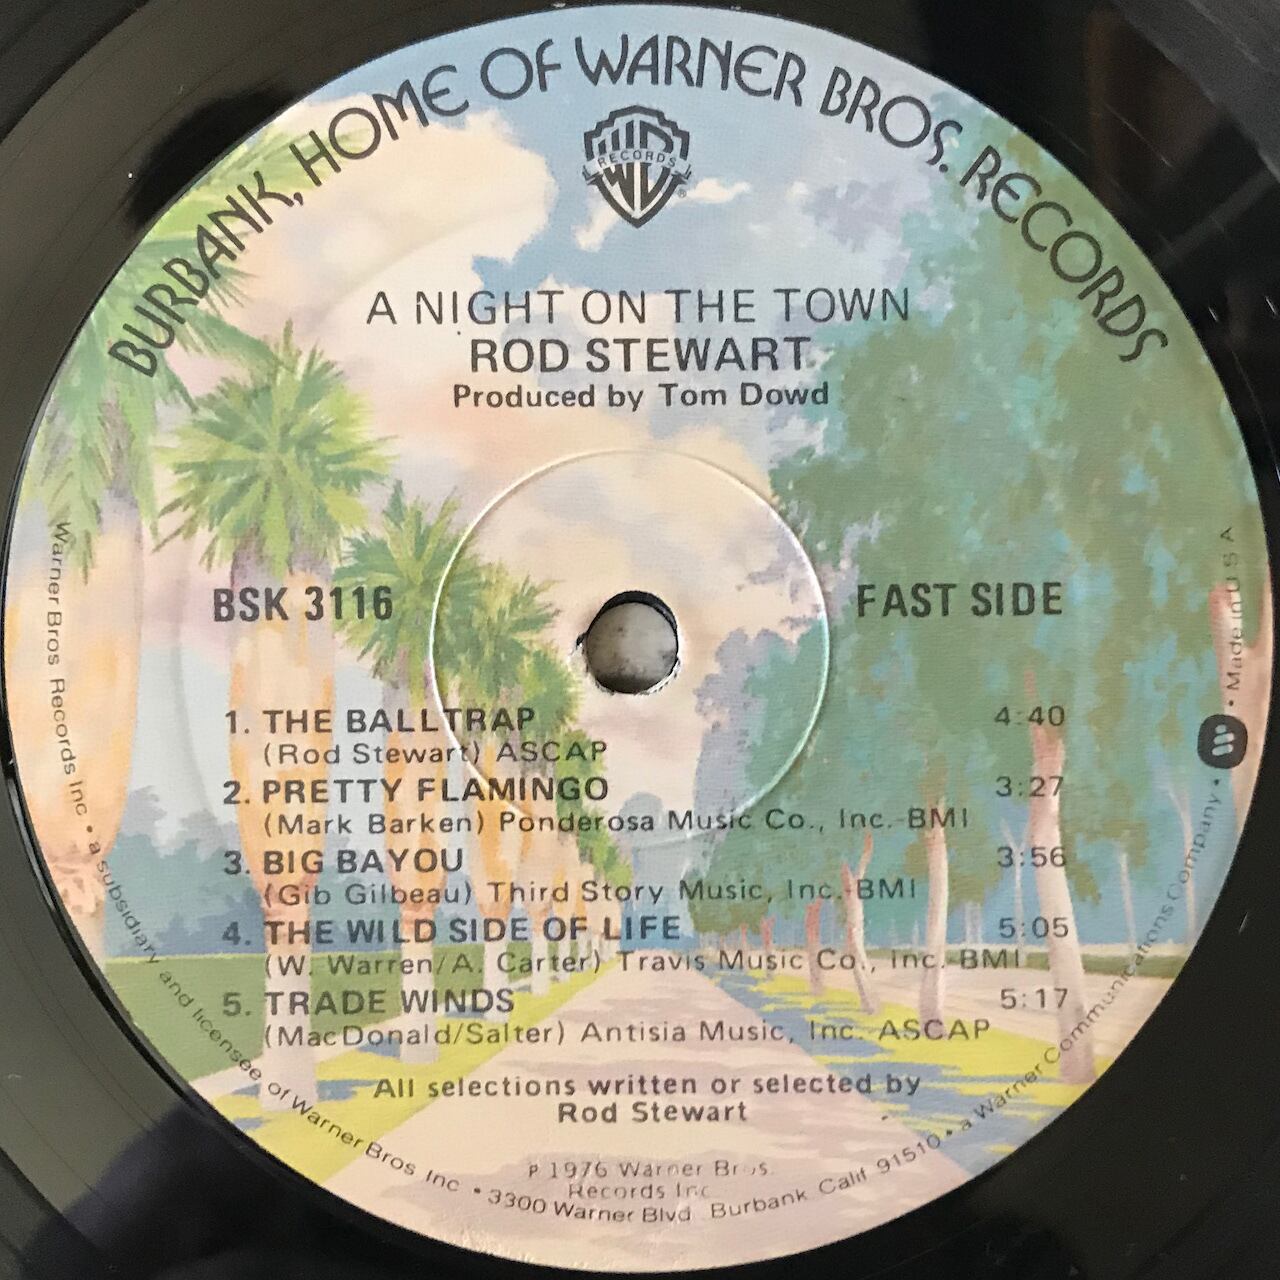 BURBANK, HOME OF WARNER BROS. RECORDS
WB
RECORDS
®
A NIGHT ON THE TOWN
ROD STEWART
Produced by Tom Dowd
BSK 3116
FAST SIDE
1. THE BALLTRAP 4:40
(Rod Stewart) ASCAP
2. PRETTY FLAMINGO 3:27
(Mark Barken) Ponderosa Music Co., Inc.-BMI
3. BIG BAYOU 3:56
(Gib Gilbeau) Third Story Music, Inc.-BMI
4. THE WILD SIDE OF LIFE 5:05
(W. Warren/A. Carter) Travis Music Co., Inc.-BMI
5. TRADE WINDS 5:17
(MacDonald/Salter) Antisia Music, Inc. ASCAP
All selections written or selected by
Rod Stewart
℗ 1976 Warner Bros.
Records Inc
Warner Bros Records Inc • a subsidiary and licensee of Warner Bros Inc • 3300 Warner Blvd Burbank Calif 91510 • a Warner Communications Company • W • Made in U S A